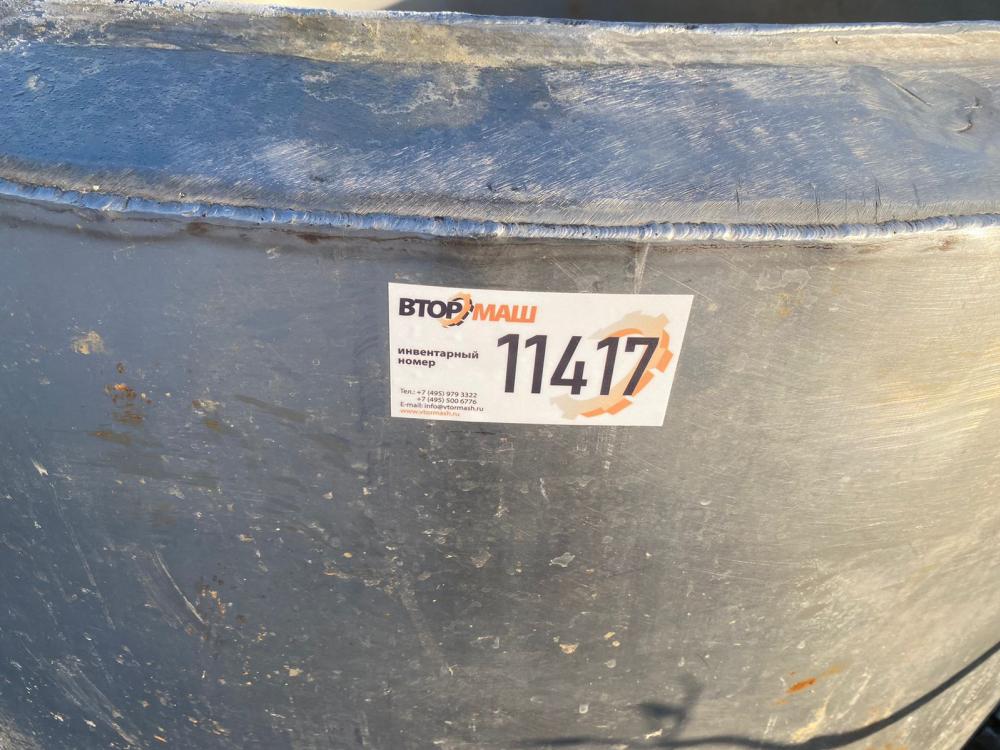 ВТОРМАШ
инвентарный
номер
11417
Тел.: +7 (495) 979 3322
+7 (495) 500 6776
E-mail: info@vtormash.ru
www.vtormash.ru